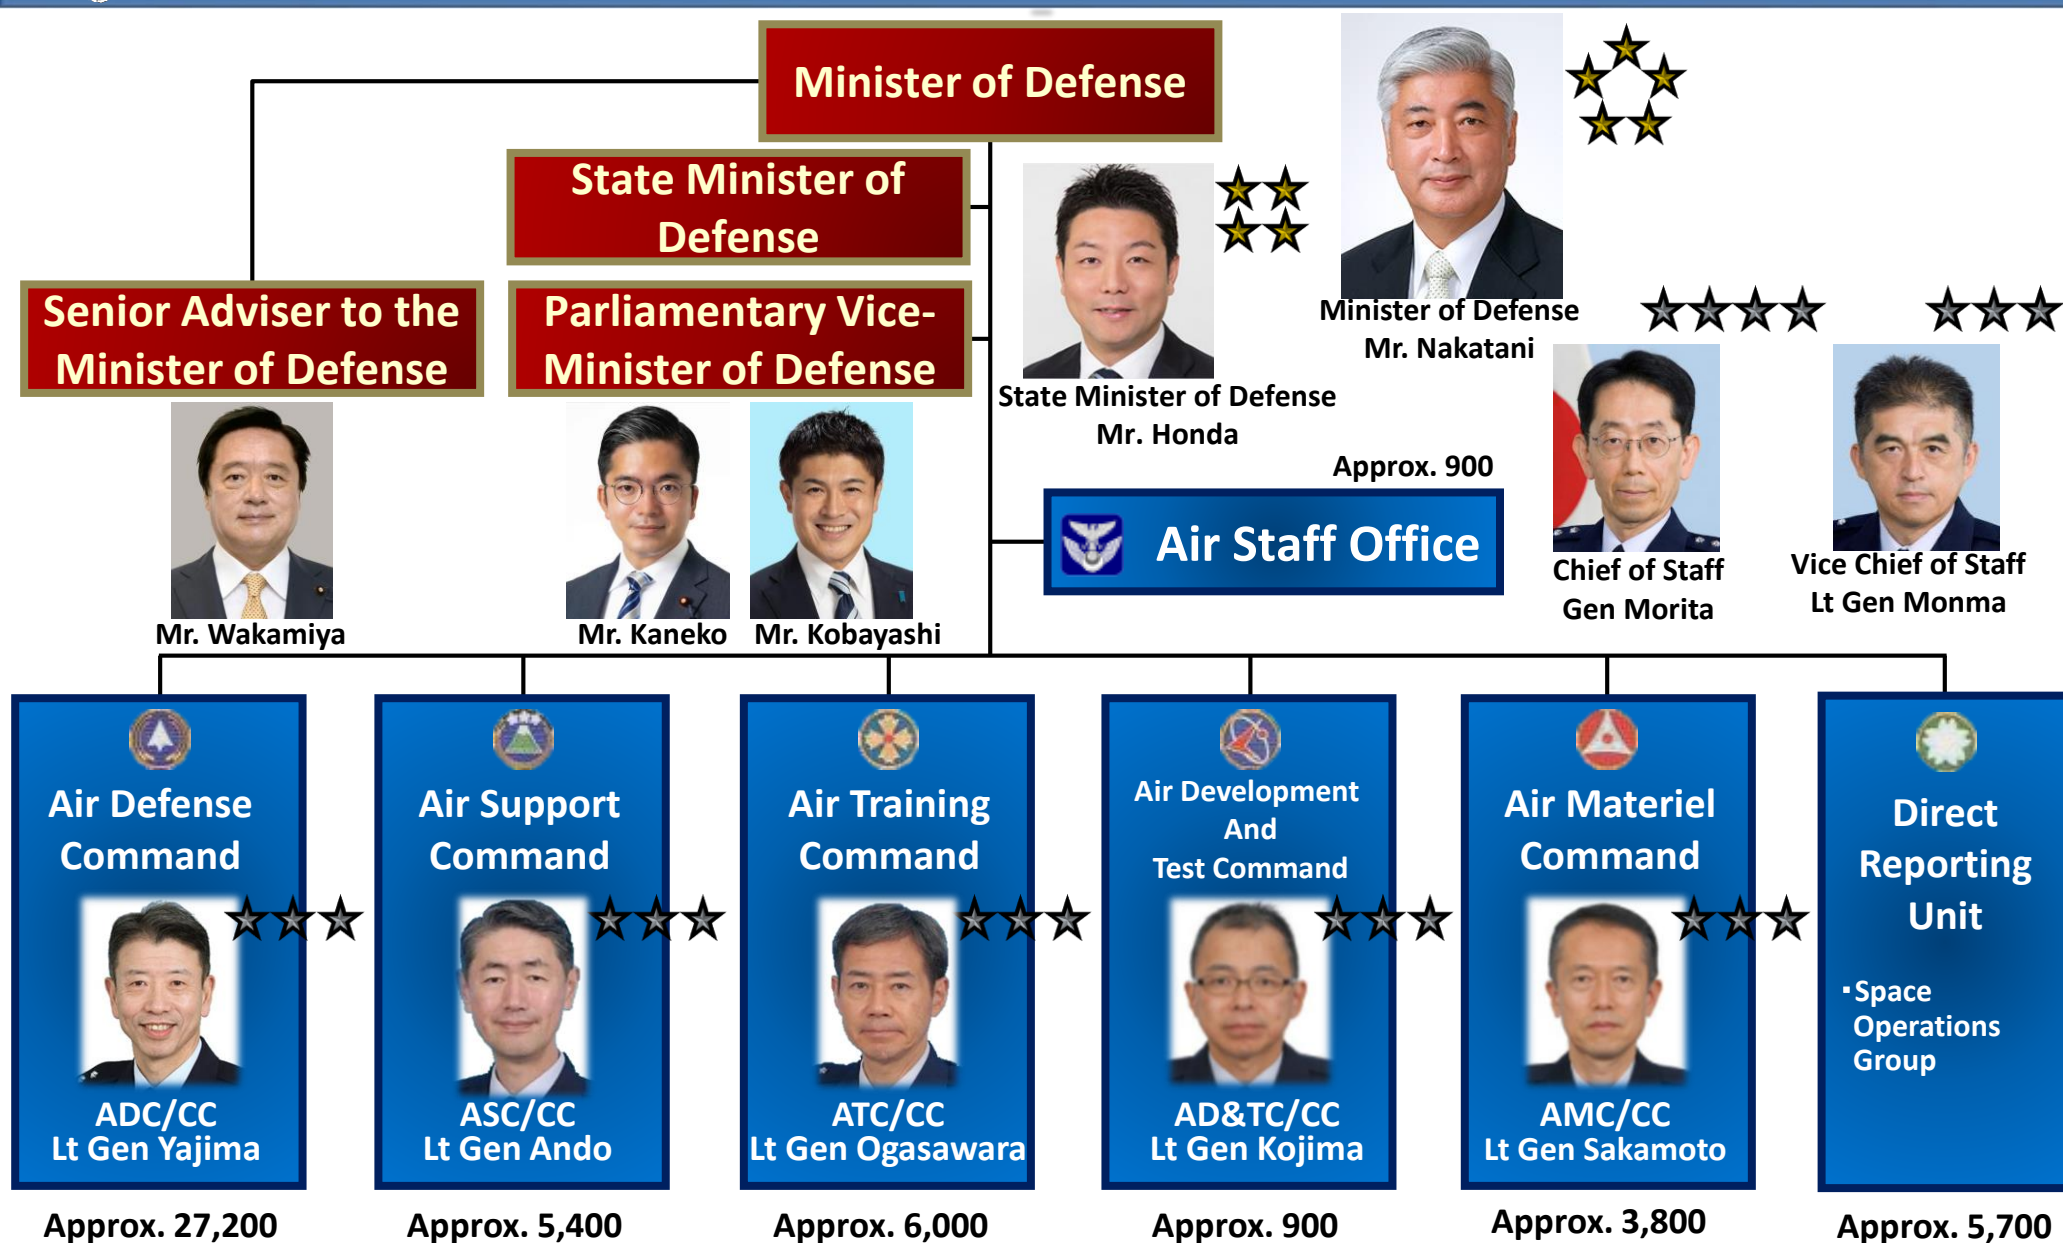 Minister of Defense
State Minister of
Defense
Senior Adviser to the
Minister of Defense
Parliamentary Vice-
Minister of Defense
Minister of Defense
Mr. Nakatani
State Minister of Defense
Mr. Honda
Mr. Wakamiya
Mr. Kaneko
Mr. Kobayashi
Approx. 900
Air Staff Office
Chief of Staff
Gen Morita
Vice Chief of Staff
Lt Gen Monma
Air Defense
Command
ADC/CC
Lt Gen Yajima
Approx. 27,200
Air Support
Command
ASC/CC
Lt Gen Ando
Approx. 5,400
Air Training
Command
ATC/CC
Lt Gen Ogasawara
Approx. 6,000
Air Development
And
Test Command
AD&TC/CC
Lt Gen Kojima
Approx. 900
Air Materiel
Command
AMC/CC
Lt Gen Sakamoto
Approx. 3,800
Direct
Reporting
Unit
▪Space
Operations
Group
Approx. 5,700